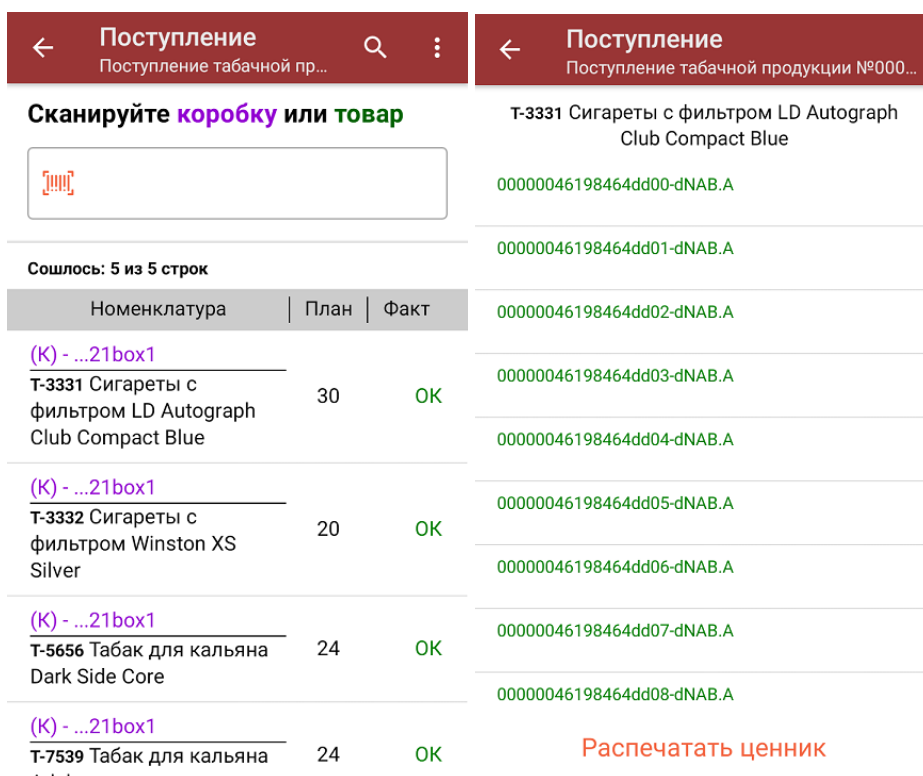 Поступление
Поступление табачной пр...
Сканируйте коробку или товар
Сошлось: 5 из 5 строк
Номенклатура План Факт
(К) - ...21box1
Т-3331 Сигареты с
фильтром LD Autograph
Club Compact Blue
30 ОК
(К) - ...21box1
Т-3332 Сигареты с
фильтром Winston XS
Silver
20 ОК
(К) - ...21box1
Т-5656 Табак для кальяна
Dark Side Core
24 ОК
(К) - ...21box1
Т-7539 Табак для кальяна
24 ОК
Поступление
Поступление табачной продукции №000...
Т-3331 Сигареты с фильтром LD Autograph
Club Compact Blue
00000046198464dd00-dNAB.A
00000046198464dd01-dNAB.A
00000046198464dd02-dNAB.A
00000046198464dd03-dNAB.A
00000046198464dd04-dNAB.A
00000046198464dd05-dNAB.A
00000046198464dd06-dNAB.A
00000046198464dd07-dNAB.A
00000046198464dd08-dNAB.A
Распечатать ценник